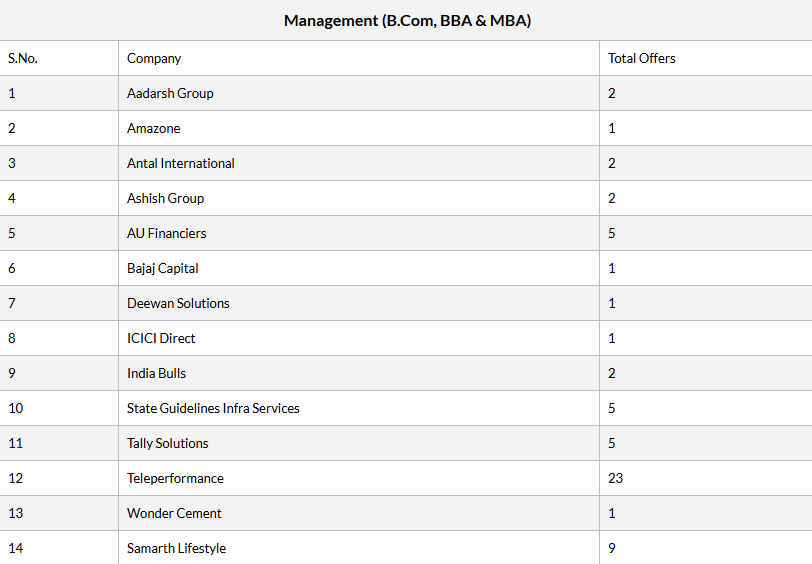 Management (B.Com, BBA & MBA)
S.No. Company Total Offers
1 Aadarsh Group 2
2 Amazone 1
3 Antal International 2
4 Ashish Group 2
5 AU Financiers 5
6 Bajaj Capital 1
7 Deewan Solutions 1
8 ICICI Direct 1
9 India Bulls 2
10 State Guidelines Infra Services 5
11 Tally Solutions 5
12 Teleperformance 23
13 Wonder Cement 1
14 Samarth Lifestyle 9